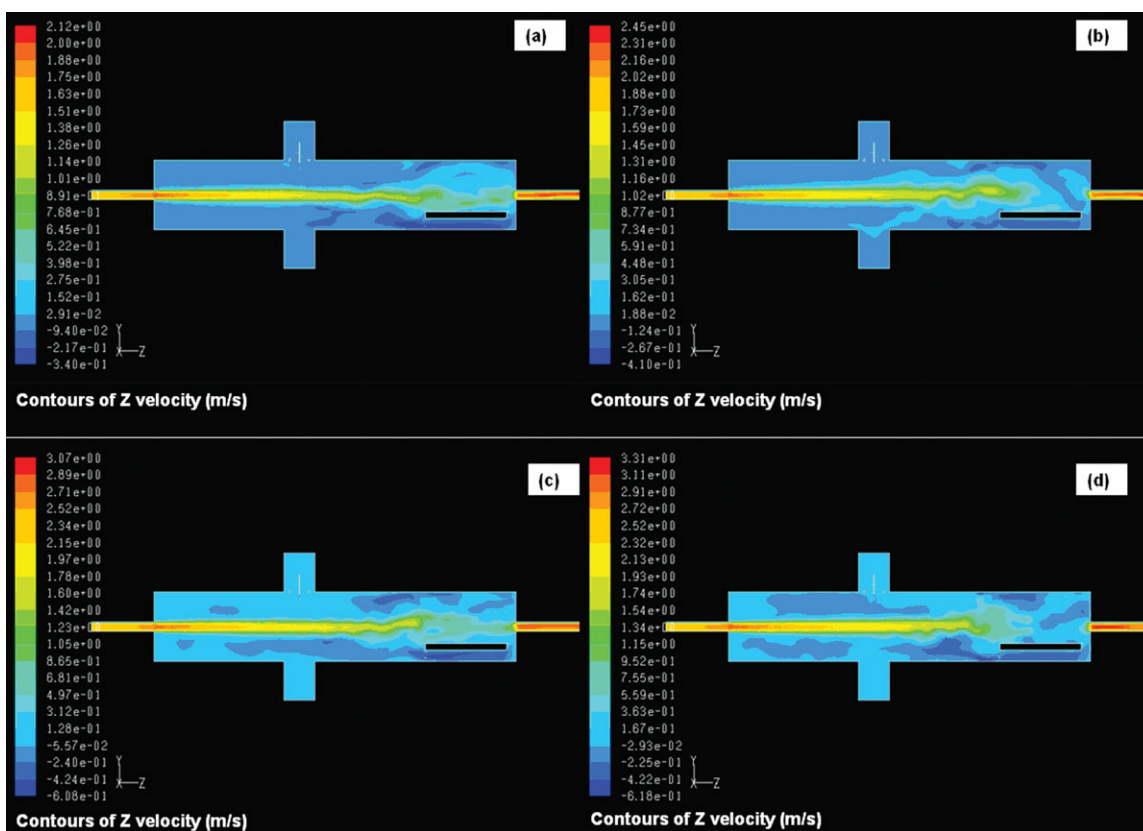 2.12e+00
2.00e+00
1.88e+00
1.75e+00
1.63e+00
1.51e+00
1.38e+00
1.26e+00
1.14e+00
1.01e+00
8.91e-01
7.68e-01
6.45e-01
5.22e-01
3.98e-01
2.75e-01
1.52e-01
2.91e-02
-9.40e-02
-2.17e-01
-3.40e-01
(a)
Y
X Z
Contours of Z velocity (m/s)
2.45e+00
2.31e+00
2.16e+00
2.02e+00
1.88e+00
1.73e+00
1.59e+00
1.45e+00
1.31e+00
1.16e+00
1.02e+00
8.77e-01
7.34e-01
5.91e-01
4.48e-01
3.05e-01
1.62e-01
1.88e-02
-1.24e-01
-2.67e-01
-4.10e-01
(b)
Y
X Z
Contours of Z velocity (m/s)
3.07e+00
2.89e+00
2.71e+00
2.52e+00
2.34e+00
2.15e+00
1.97e+00
1.78e+00
1.60e+00
1.42e+00
1.23e+00
1.05e+00
8.65e-01
6.81e-01
4.97e-01
3.12e-01
1.28e-01
-5.57e-02
-2.40e-01
-4.24e-01
-6.08e-01
(c)
Y
X Z
Contours of Z velocity (m/s)
3.31e+00
3.11e+00
2.91e+00
2.72e+00
2.52e+00
2.32e+00
2.13e+00
1.93e+00
1.74e+00
1.54e+00
1.34e+00
1.15e+00
9.52e-01
7.55e-01
5.59e-01
3.63e-01
1.67e-01
-2.93e-02
-2.25e-01
-4.22e-01
-6.18e-01
(d)
Y
X Z
Contours of Z velocity (m/s)